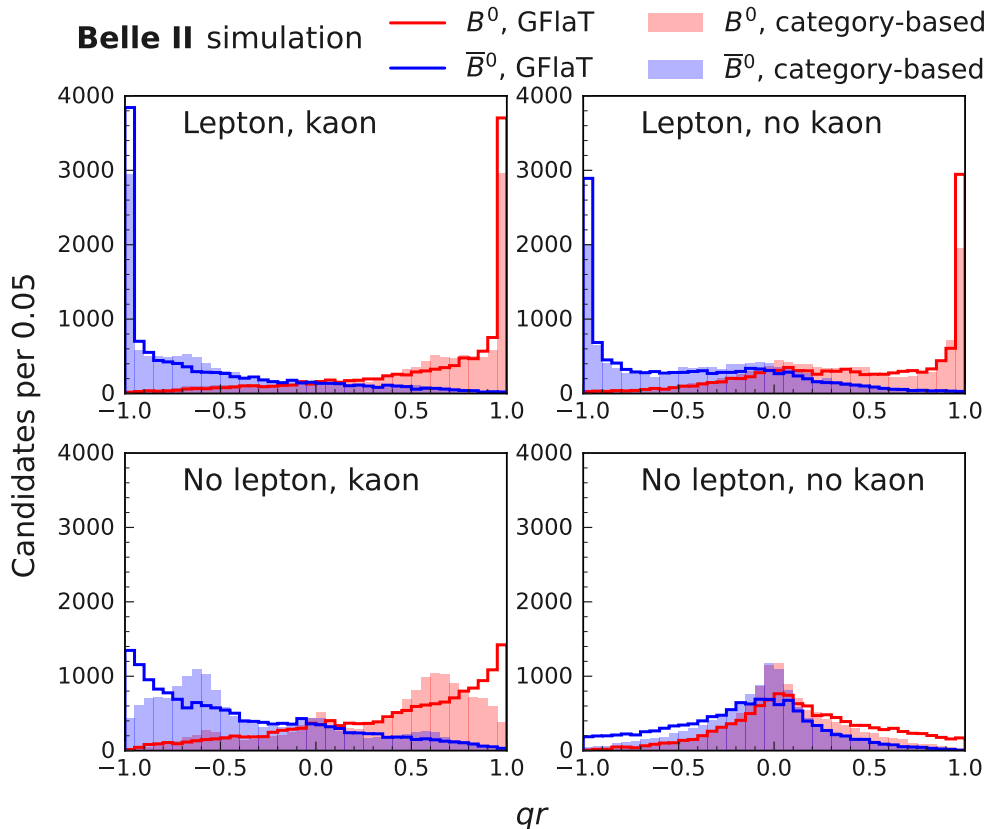 Belle II simulation
B⁰, GFlaT
B⁰, category-based
B̅⁰, GFlaT
B̅⁰, category-based
Candidates per 0.05
4000
3000
2000
1000
0
Lepton, kaon
−1.0 −0.5 0.0 0.5 1.0
4000
3000
2000
1000
0
Lepton, no kaon
−1.0 −0.5 0.0 0.5 1.0
4000
3000
2000
1000
0
No lepton, kaon
−1.0 −0.5 0.0 0.5 1.0
4000
3000
2000
1000
0
No lepton, no kaon
−1.0 −0.5 0.0 0.5 1.0
qr